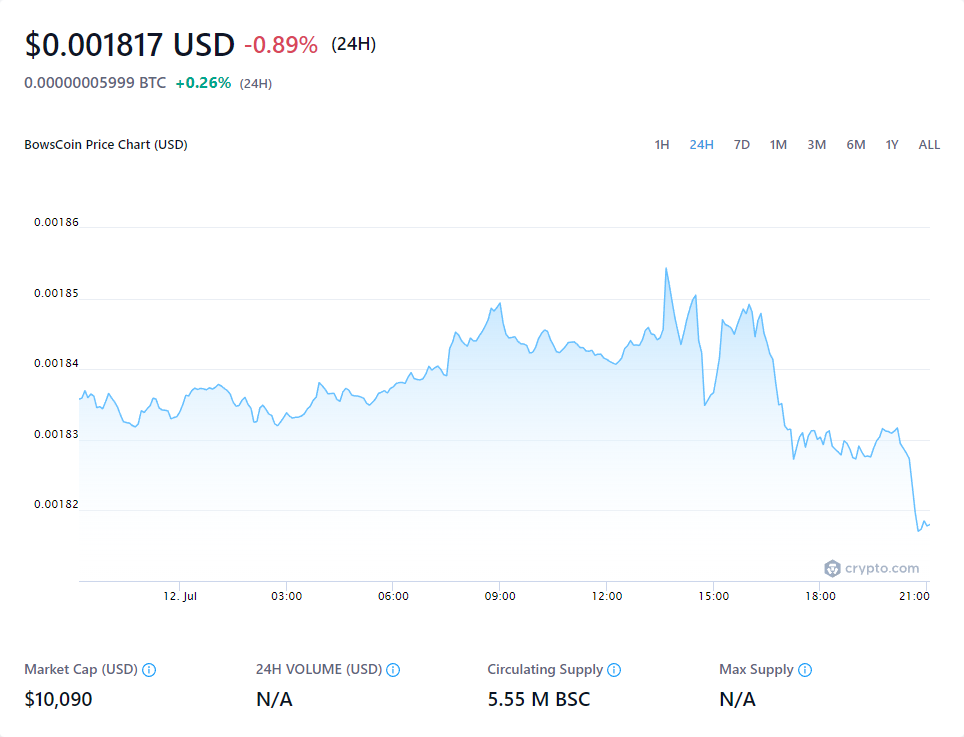 $0.001817 USD -0.89% (24H)
0.00000005999 BTC +0.26% (24H)
BowsCoin Price Chart (USD) 1H 24H 7D 1M 3M 6M 1Y ALL
0.00186
0.00185
0.00184
0.00183
0.00182
crypto.com
12. Jul 03:00 06:00 09:00 12:00 15:00 18:00 21:00
Market Cap (USD) 24H VOLUME (USD) Circulating Supply Max Supply
$10,090 N/A 5.55 M BSC N/A